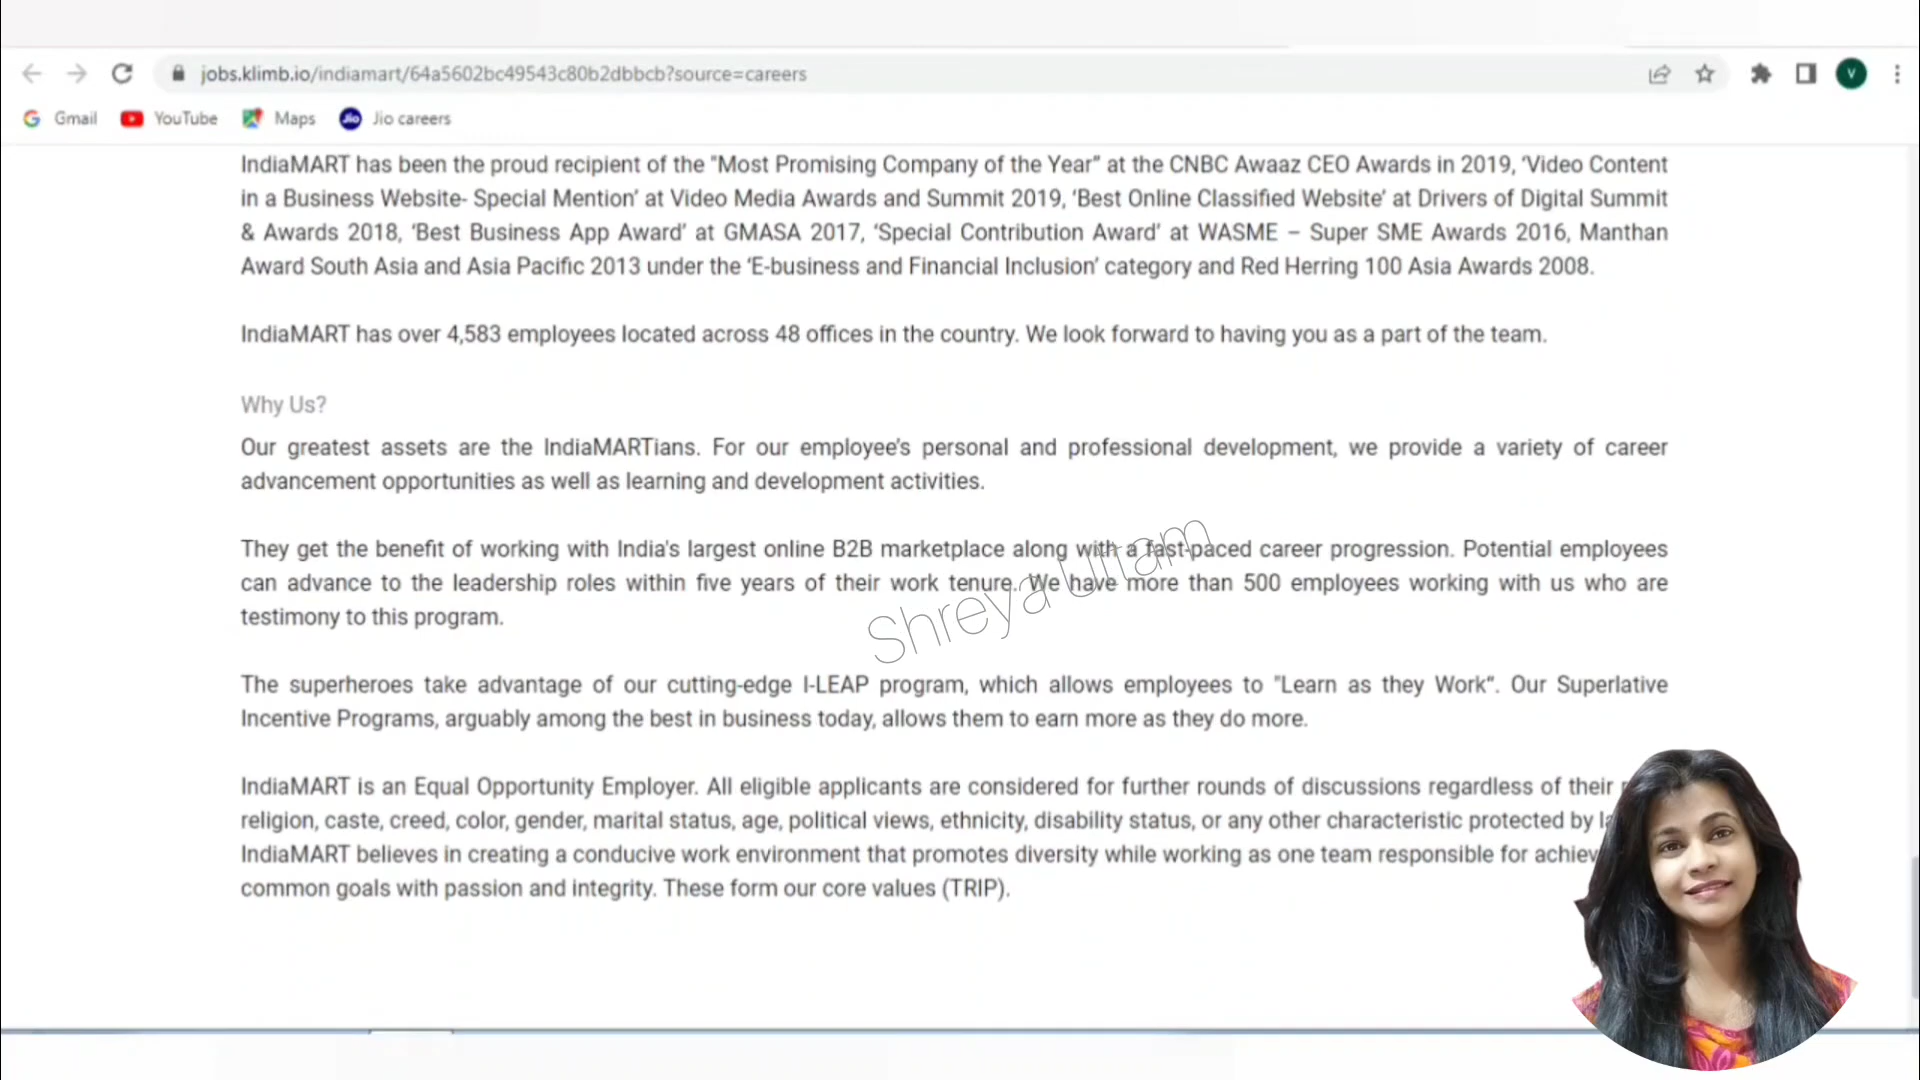 jobs.klimb.io/indiamart/64a5602bc49543c80b2dbbcb?source=careers
V
Gmail YouTube Maps Jio Jio careers
IndiaMART has been the proud recipient of the "Most Promising Company of the Year” at the CNBC Awaaz CEO Awards in 2019, ‘Video Content
in a Business Website- Special Mention’ at Video Media Awards and Summit 2019, ‘Best Online Classified Website’ at Drivers of Digital Summit
& Awards 2018, ‘Best Business App Award’ at GMASA 2017, ‘Special Contribution Award’ at WASME – Super SME Awards 2016, Manthan
Award South Asia and Asia Pacific 2013 under the ‘E-business and Financial Inclusion’ category and Red Herring 100 Asia Awards 2008.
IndiaMART has over 4,583 employees located across 48 offices in the country. We look forward to having you as a part of the team.
Why Us?
Our greatest assets are the IndiaMARTians. For our employee’s personal and professional development, we provide a variety of career
advancement opportunities as well as learning and development activities.
They get the benefit of working with India's largest online B2B marketplace along with a fast-paced career progression. Potential employees
can advance to the leadership roles within five years of their work tenure. We have more than 500 employees working with us who are
testimony to this program.
Shreya Uttam
The superheroes take advantage of our cutting-edge I-LEAP program, which allows employees to "Learn as they Work“. Our Superlative
Incentive Programs, arguably among the best in business today, allows them to earn more as they do more.
IndiaMART is an Equal Opportunity Employer. All eligible applicants are considered for further rounds of discussions regardless of their
religion, caste, creed, color, gender, marital status, age, political views, ethnicity, disability status, or any other characteristic protected by
IndiaMART believes in creating a conducive work environment that promotes diversity while working as one team responsible for
common goals with passion and integrity. These form our core values (TRIP).